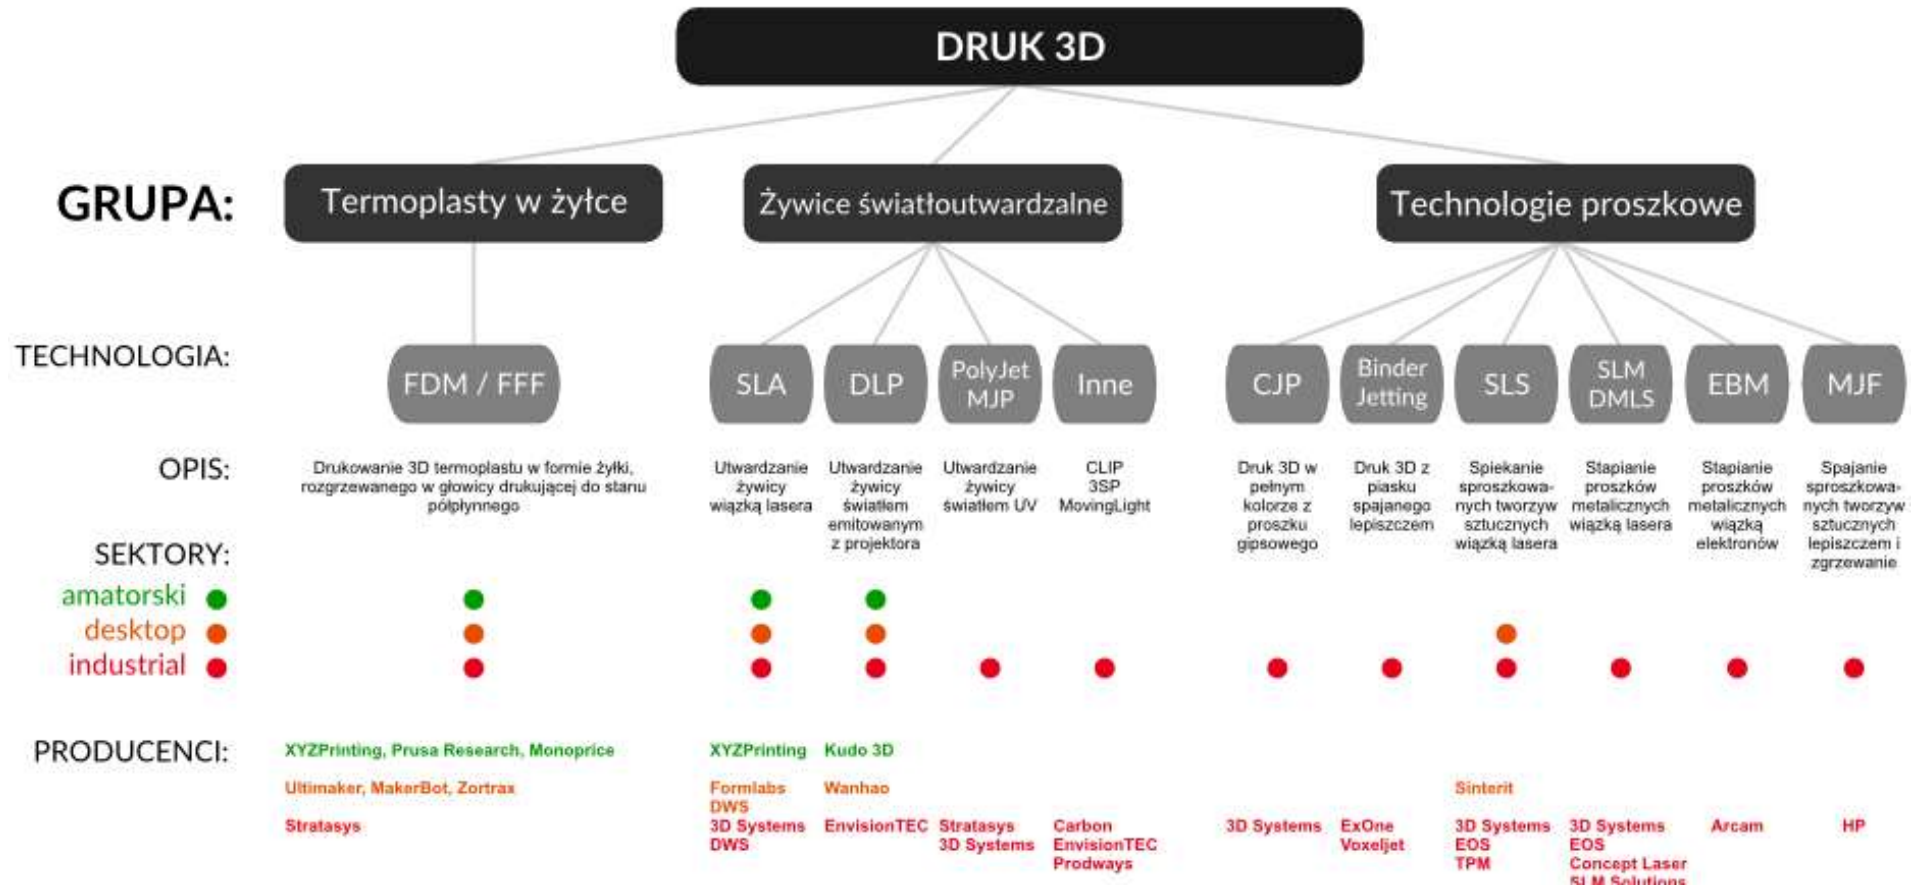 DRUK 3D
GRUPA:
Termoplasty w żyłce
Żywice światłoutwardzalne
Technologie proszkowe
TECHNOLOGIA:
FDM / FFF
SLA
DLP
PolyJet
MJP
Inne
CJP
Binder
Jetting
SLS
SLM
DMLS
EBM
MJF
OPIS:
Drukowanie 3D termoplastu w formie żyłki,
rozgrzewanego w głowicy drukującej do stanu
półpłynnego
Utwardzanie
żywicy
wiązką lasera
Utwardzanie
żywicy
światłem
emitowanym
z projektora
Utwardzanie
żywicy
światłem UV
CLIP
3SP
MovingLight
Druk 3D w
pełnym
kolorze z
proszku
gipsowego
Druk 3D z
piasku
spajanego
lepiszczem
Spiekanie
sproszkowa-
nych tworzyw
sztucznych
wiązką lasera
Stapianie
proszków
metalicznych
wiązką lasera
Stapianie
proszków
metalicznych
wiązką
elektronów
Spajanie
sproszkowa-
nych tworzyw
sztucznych
lepiszczem i
zgrzewanie
SEKTORY:
amatorski
desktop
industrial
PRODUCENCI:
XYZPrinting, Prusa Research, Monoprice
Ultimaker, MakerBot, Zortrax
Stratasys
XYZPrinting
Formlabs
DWS
3D Systems
DWS
Kudo 3D
Wanhao
EnvisionTEC
Stratasys
3D Systems
Carbon
EnvisionTEC
Prodways
3D Systems
ExOne
Voxeljet
Sinterit
3D Systems
EOS
TPM
3D Systems
EOS
Concept Laser
SLM Solutions
Arcam
HP